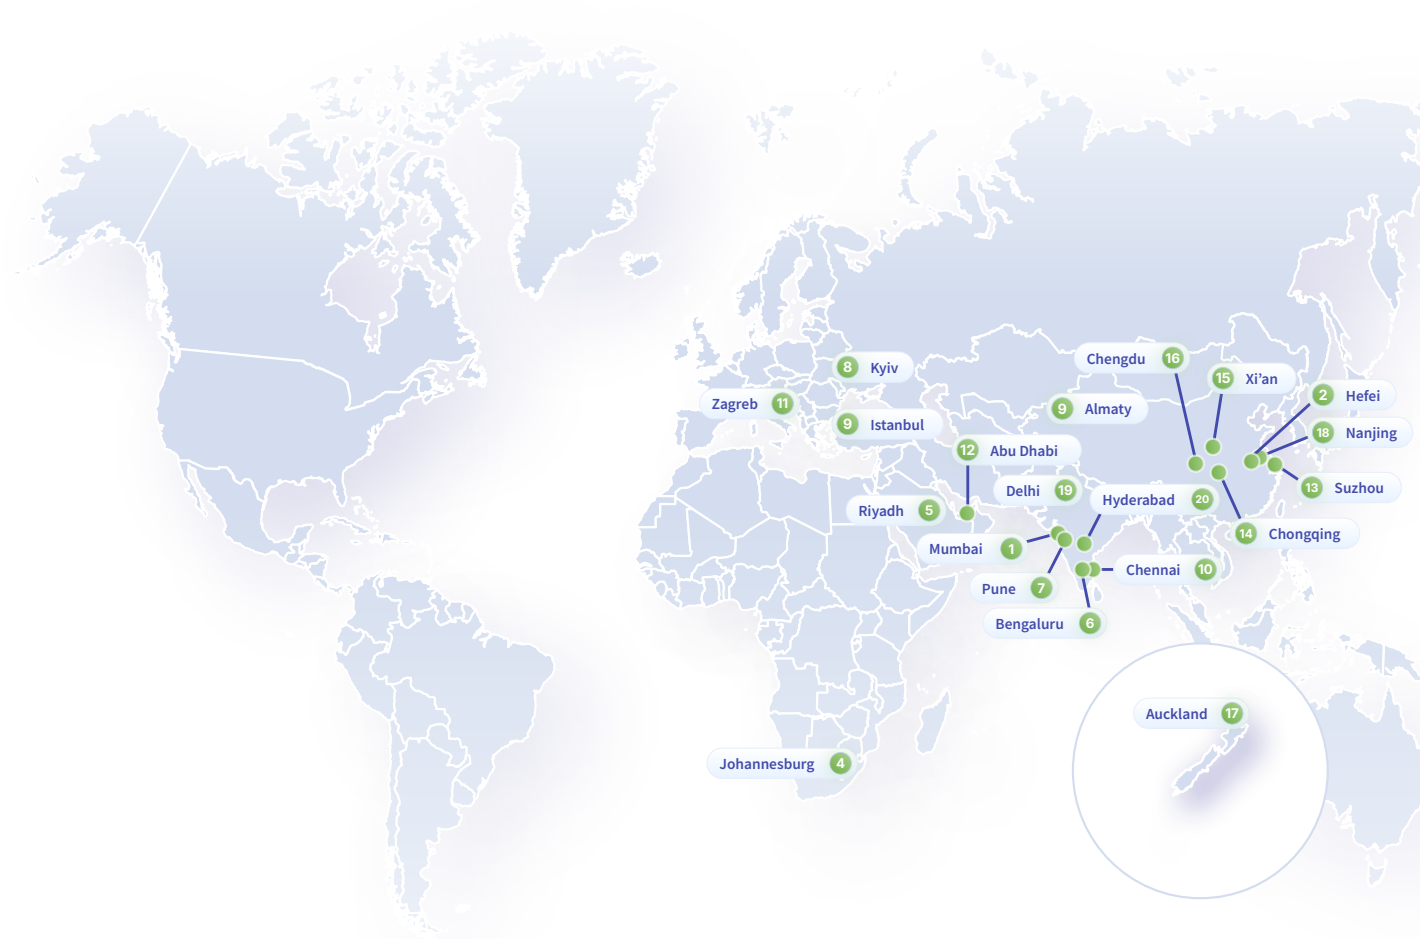 16 Chengdu
15 Xi’an
8 Kyiv
2 Hefei
11 Zagreb
9 Almaty
9 Istanbul
18 Nanjing
12 Abu Dhabi
13 Suzhou
19 Delhi
20 Hyderabad
5 Riyadh
14 Chongqing
1 Mumbai
10 Chennai
7 Pune
6 Bengaluru
17 Auckland
4 Johannesburg